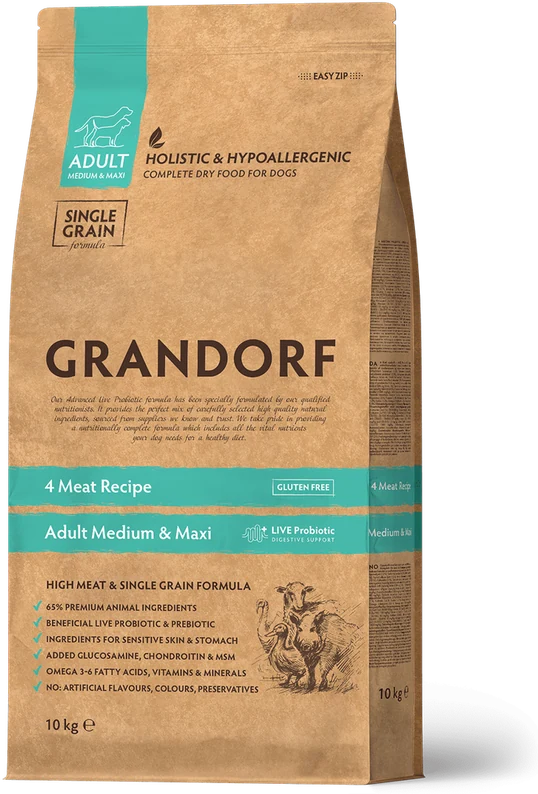 EASY ZIP
ADULT
MEDIUM & MAXI
HOLISTIC & HYPOALLERGENIC
COMPLETE DRY FOOD FOR DOGS
SINGLE
GRAIN
formula
GRANDORF
Our Advanced Live Probiotic formula has been specially formulated by our qualified
nutritionists. It provides the perfect mix of carefully selected high quality natural
ingredients, sourced from suppliers we know and trust. We take pride in providing
a nutritionally complete formula which includes all the vital nutrients
your dog needs for a healthy diet.
4 Meat Recipe
GLUTEN FREE
4 Meat Recip
Adult Medium & Maxi
LIVE Probiotic
DIGESTIVE SUPPORT
Medium & Maxi
HIGH MEAT & SINGLE GRAIN FORMULA
65% PREMIUM ANIMAL INGREDIENTS
BENEFICIAL LIVE PROBIOTIC & PREBIOTIC
INGREDIENTS FOR SENSITIVE SKIN & STOMACH
ADDED GLUCOSAMINE, CHONDROITIN & MSM
OMEGA 3-6 FATTY ACIDS, VITAMINS & MINERALS
NO: ARTIFICIAL FLAVOURS, COLOURS, PRESERVATIVES
10 kg ℮
10 kg